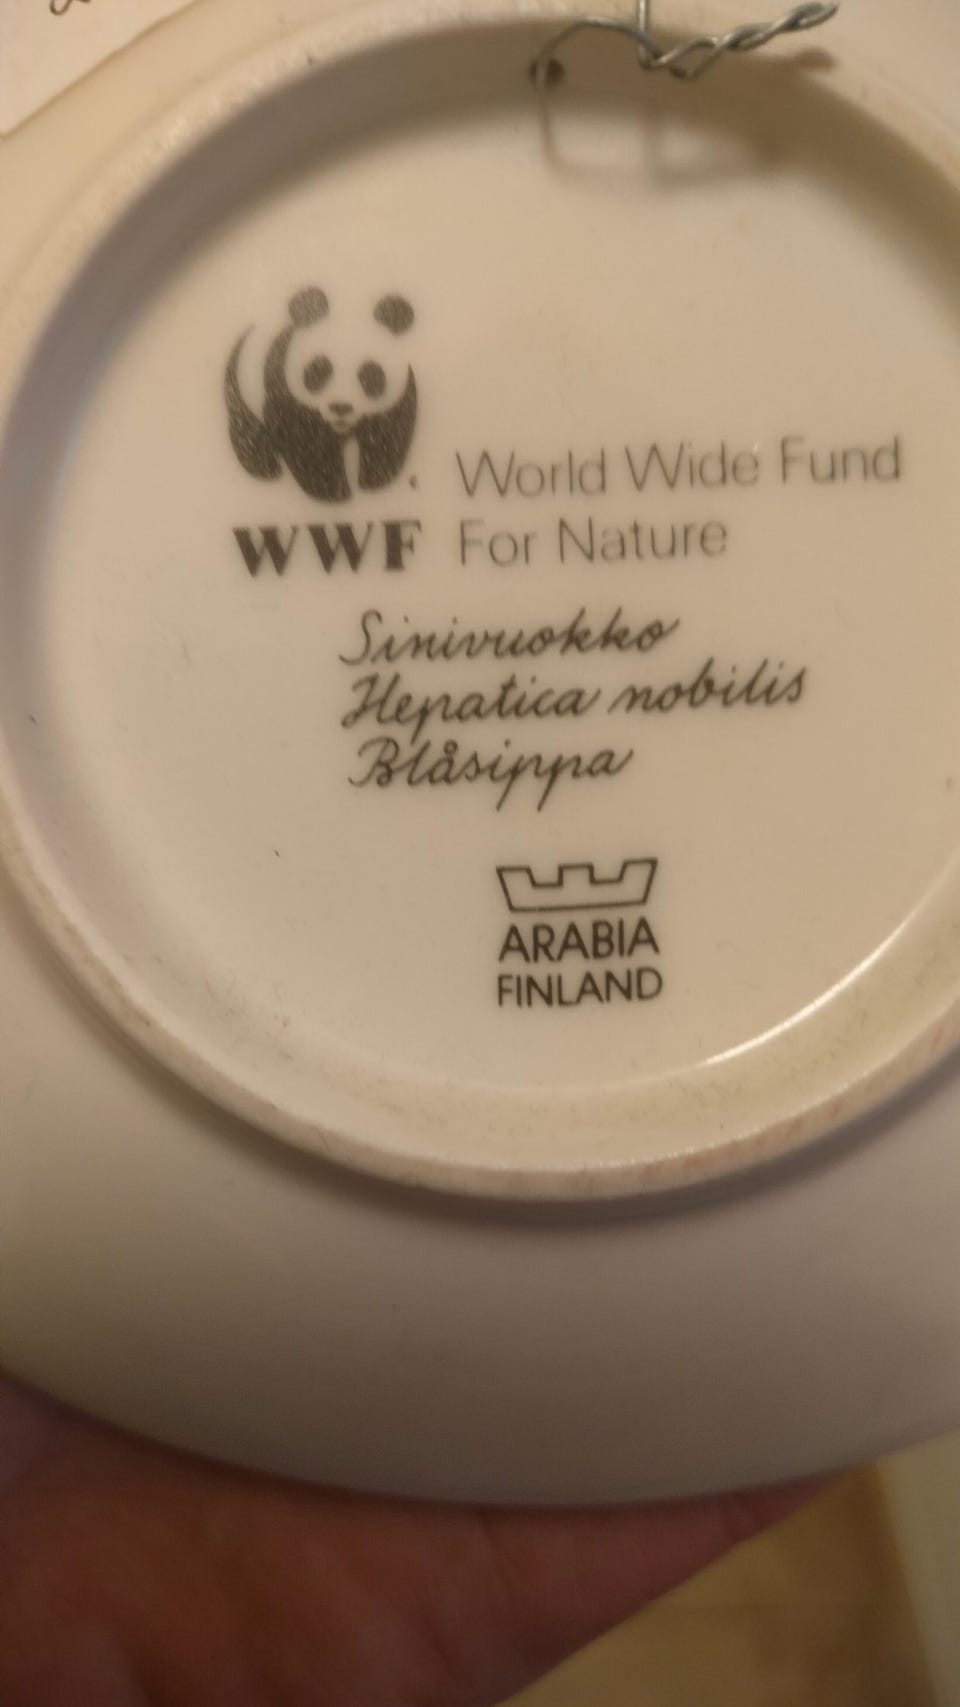 World Wide Fund
WWF For Nature
Sinivuokko
Hepatica nobilis
Blåsippa
ARABIA
FINLAND